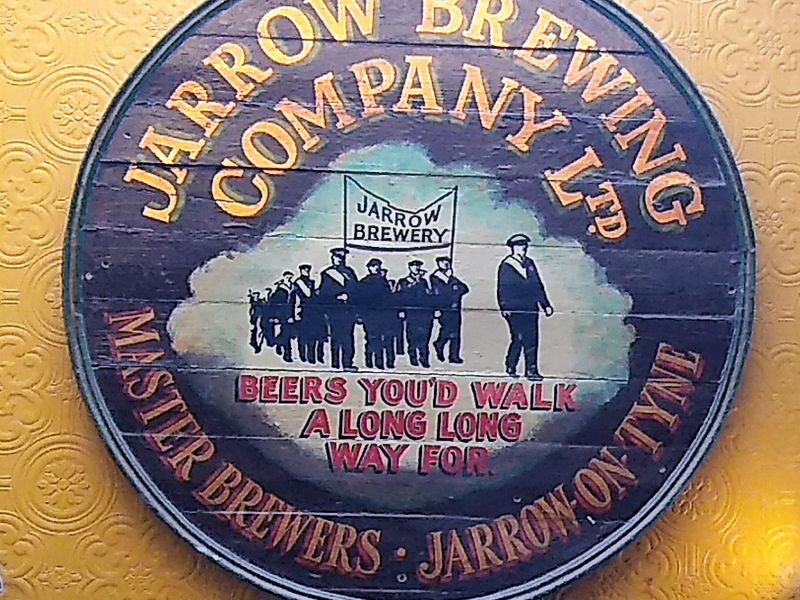 JARROW BREWING
COMPANY LTD.
JARROW
BREWERY
BEERS YOU'D WALK
A LONG LONG
WAY FOR.
MASTER BREWERS · JARROW-ON-TYNE